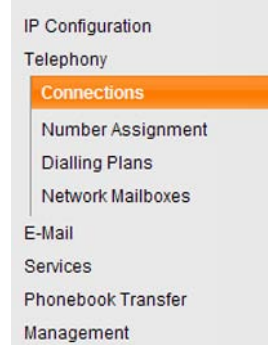 IP Configuration
Telephony
Connections
Number Assignment
Dialling Plans
Network Mailboxes
E-Mail
Services
Phonebook Transfer
Management